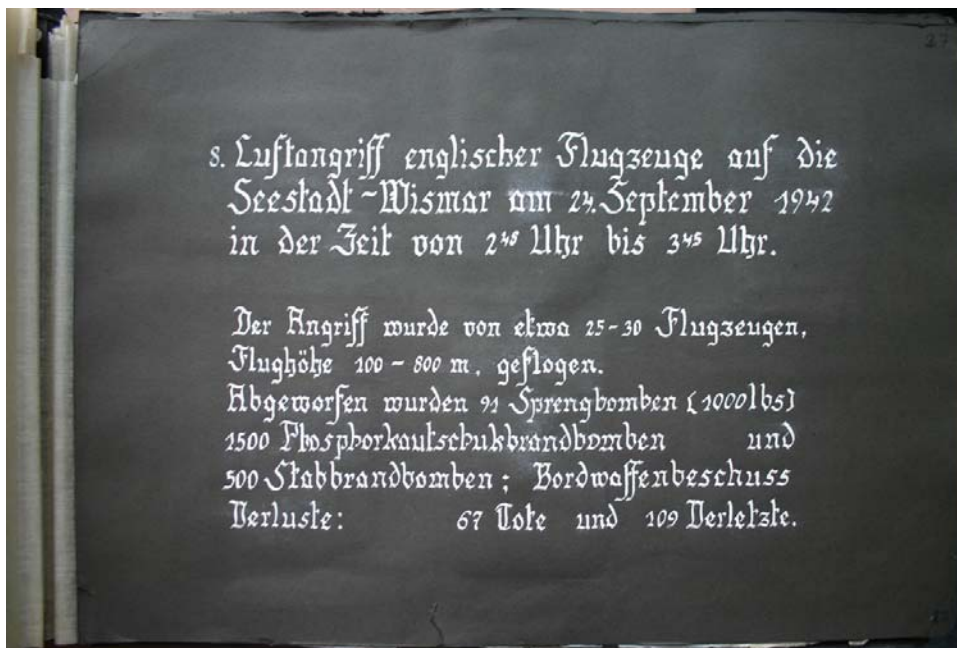 27
8. Luftangriff englischer Flugzeuge auf die
Seestadt-Wismar am 24. September 1942
in der Zeit von 2⁴⁵ Uhr bis 3⁴⁵ Uhr.
Der Angriff wurde von etwa 25-30 Flugzeugen,
Flughöhe 100 - 800 m, geflogen.
Abgeworfen wurden 91 Sprengbomben (1000lbs)
1500 Phosphorkautschukbrandbomben und
500 Stabbrandbomben; Bordwaffenbeschuss
Verluste: 67 Tote und 109 Verletzte.